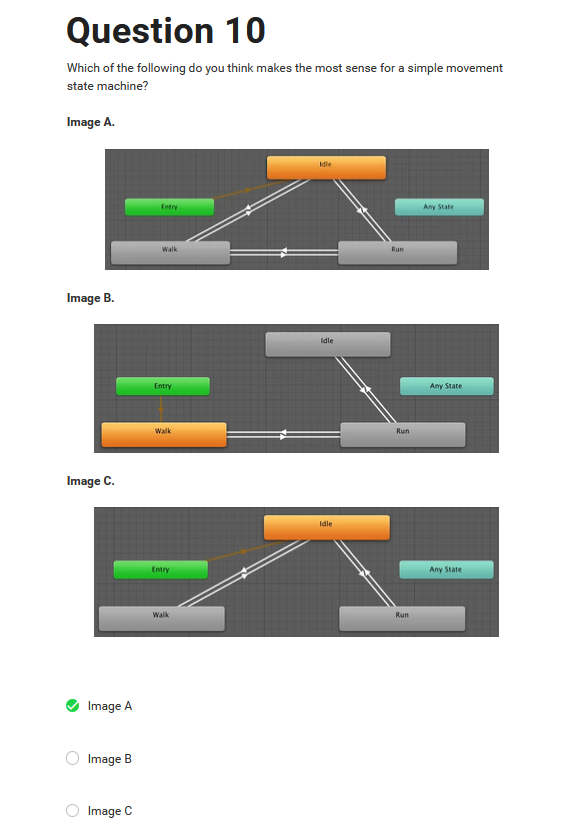 Question 10
Which of the following do you think makes the most sense for a simple movement
state machine?
Image A.
Idle
Entry
Any State
Walk
Run
Image B.
Idle
Entry
Any State
Walk
Run
Image C.
Idle
Entry
Any State
Walk
Run
Image A
Image B
Image C